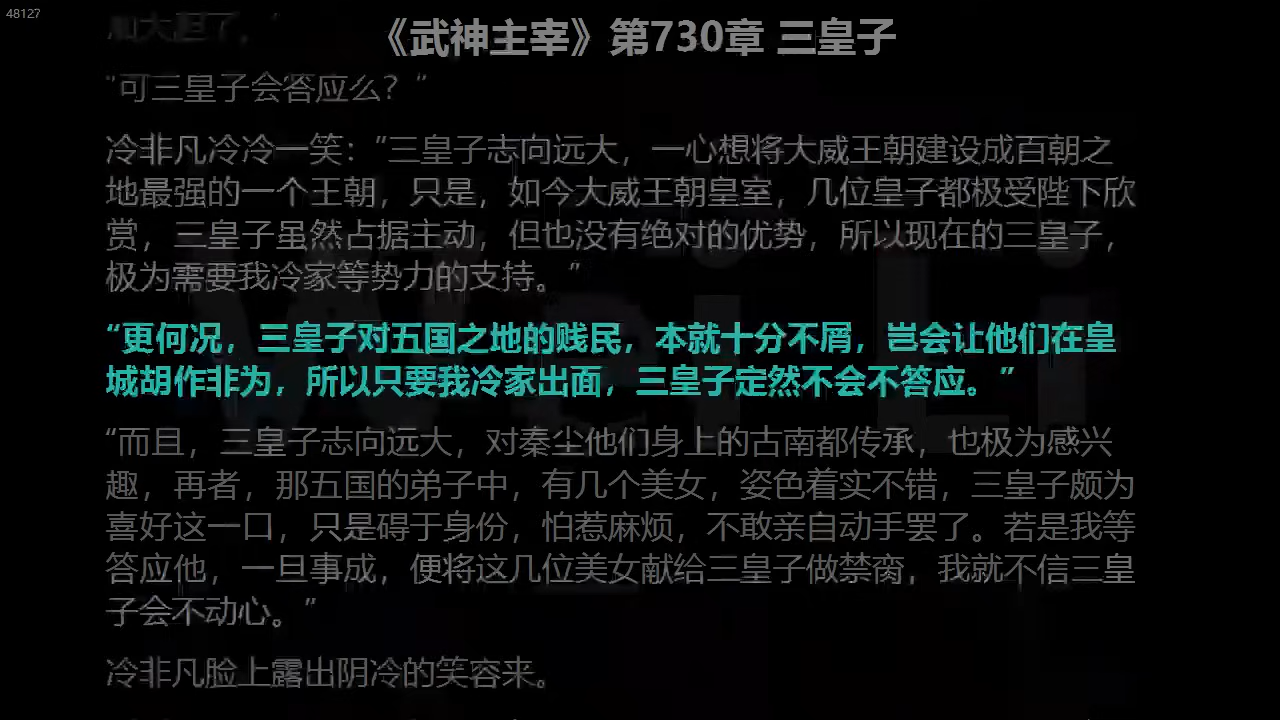 48127
《武神主宰》第730章 三皇子
“可三皇子会答应么？”
冷非凡冷冷一笑：“三皇子志向远大，一心想将大威王朝建设成百朝之
地最强的一个王朝，只是，如今大威王朝皇室，几位皇子都极受陛下欣
赏，三皇子虽然占据主动，但也没有绝对的优势，所以现在的三皇子，
极为需要我冷家等势力的支持。”
“更何况，三皇子对五国之地的贱民，本就十分不屑，岂会让他们在皇
城胡作非为，所以只要我冷家出面，三皇子定然不会不答应。”
“而且，三皇子志向远大，对秦尘他们身上的古南都传承，也极为感兴
趣，再者，那五国的弟子中，有几个美女，姿色着实不错，三皇子颇为
喜好这一口，只是碍于身份，怕惹麻烦，不敢亲自动手罢了。若是我等
答应他，一旦事成，便将这几位美女献给三皇子做禁脔，我就不信三皇
子会不动心。”
冷非凡脸上露出阴冷的笑容来。